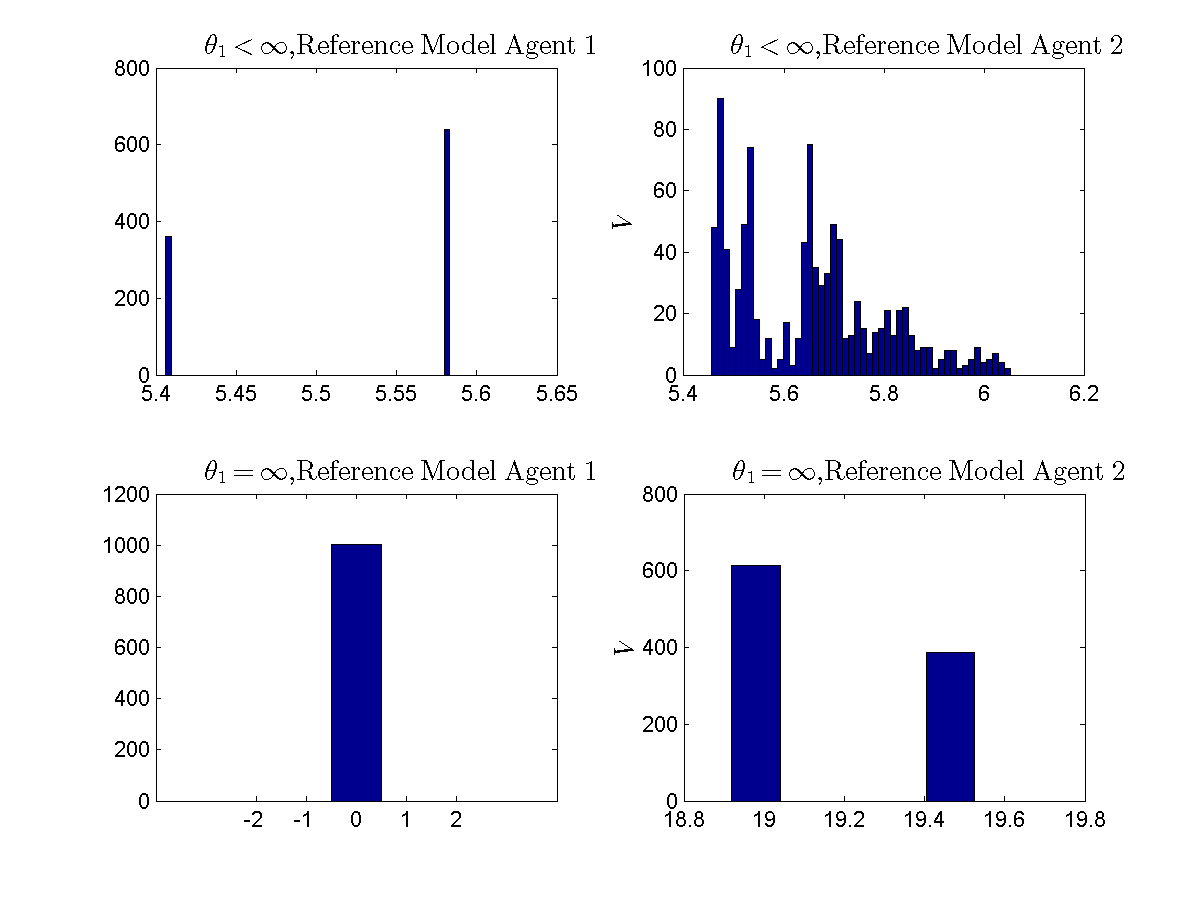 θ₁ < ∞,Reference Model Agent 1
800
600
400
200
0
5.4 5.45 5.5 5.55 5.6 5.65
θ₁ < ∞,Reference Model Agent 2
V
100
80
60
40
20
0
5.4 5.6 5.8 6 6.2
θ₁ = ∞,Reference Model Agent 1
1200
1000
800
600
400
200
0
-2 -1 0 1 2
θ₁ = ∞,Reference Model Agent 2
V
800
600
400
200
0
18.8 19 19.2 19.4 19.6 19.8